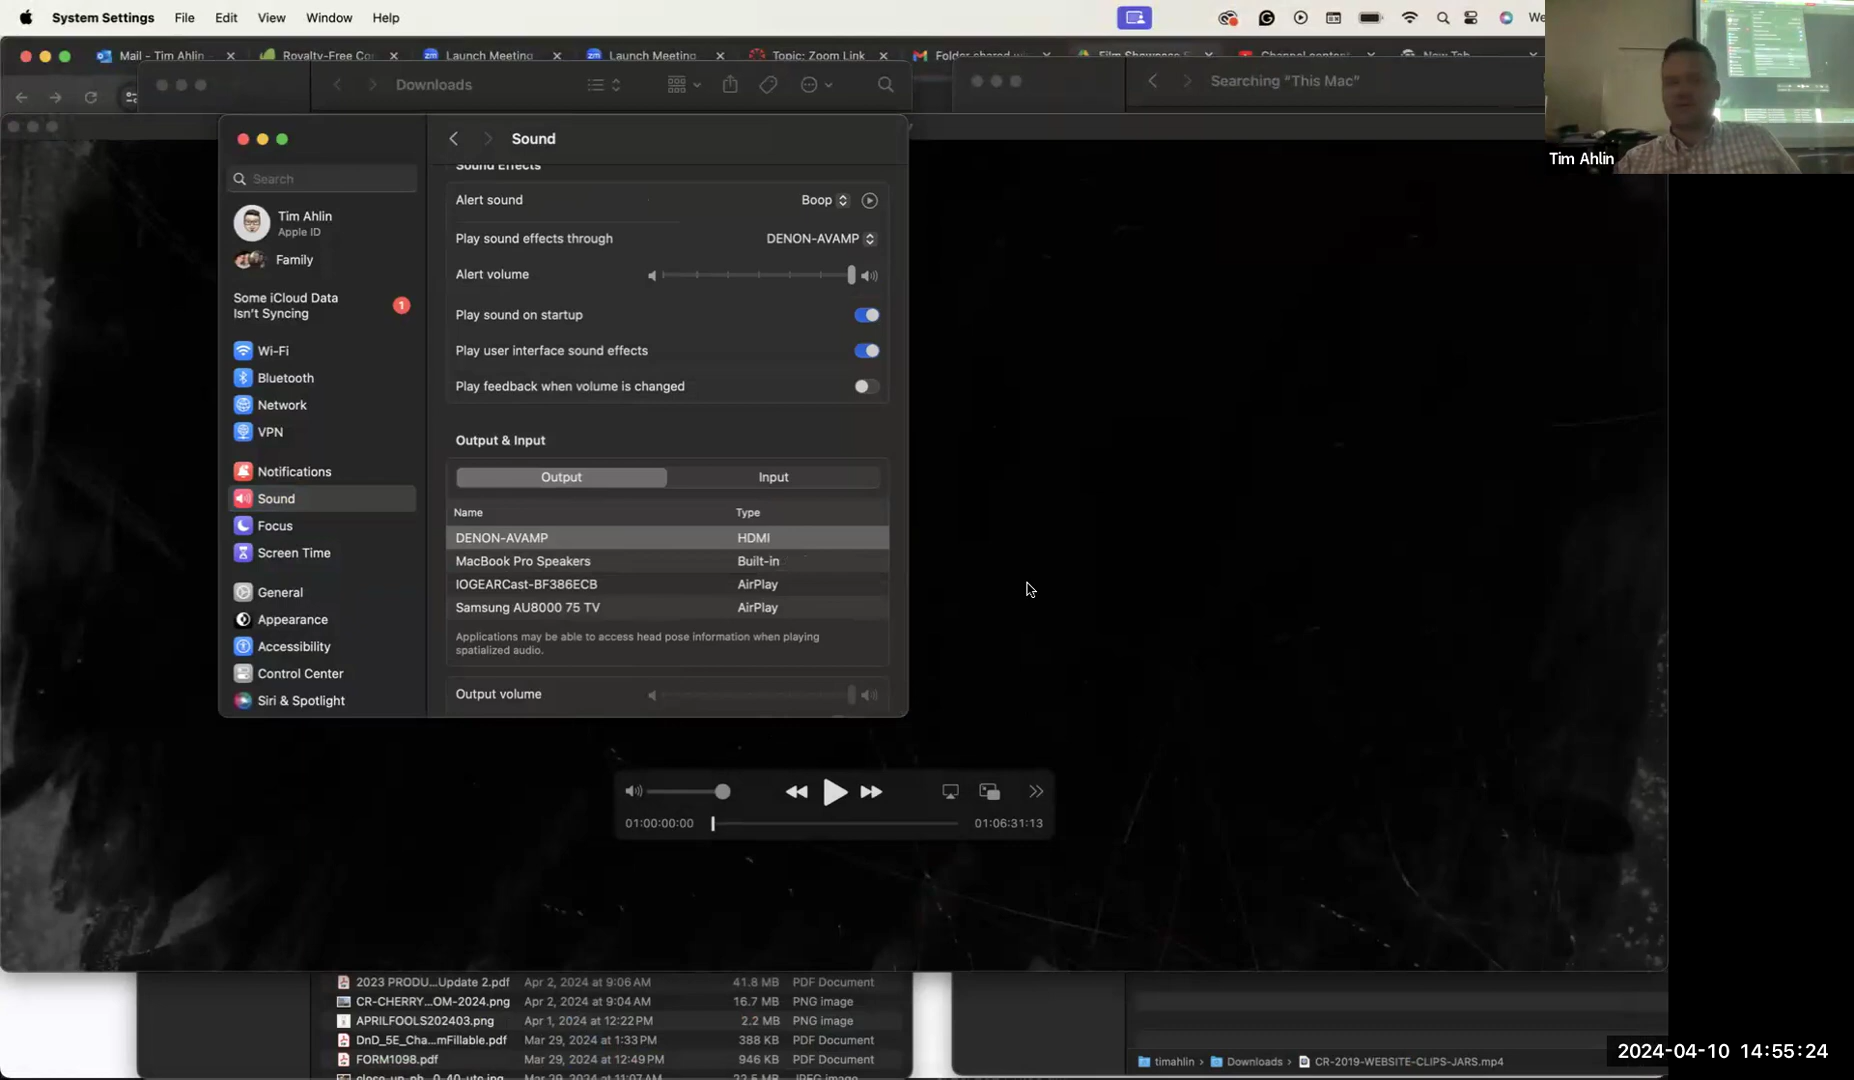 System Settings File Edit View Window Help
Mail - Tim Ahlin
Launch Meeting
Launch Meeting
Topic: Zoom Link
Downloads
Searching “This Mac”
Tim Ahlin
Sound
Search
Tim Ahlin
Apple ID
Family
Some iCloud Data
Isn't Syncing
1
Wi-Fi
Bluetooth
Network
VPN
Notifications
Sound
Focus
Screen Time
General
Appearance
Accessibility
Control Center
Siri & Spotlight
Sound Effects
Alert sound Boop
Play sound effects through DENON-AVAMP
Alert volume
Play sound on startup
Play user interface sound effects
Play feedback when volume is changed
Output & Input
Output Input
Name Type
DENON-AVAMP HDMI
MacBook Pro Speakers Built-in
IOGEARCast-BF386ECB AirPlay
Samsung AU8000 75 TV AirPlay
Applications may be able to access head pose information when playing
spatialized audio.
Output volume
01:00:00:00 01:06:31:13
2023 PRODU...Update 2.pdf Apr 2, 2024 at 9:06 AM 41.8 MB PDF Document
CR-CHERRY...OM-2024.png Apr 2, 2024 at 9:04 AM 16.7 MB PNG image
APRILFOOLS202403.png Apr 1, 2024 at 12:22 PM 2.2 MB PNG image
DnD_5E_Cha...mFillable.pdf Mar 29, 2024 at 1:33 PM 388 KB PDF Document
FORM1098.pdf Mar 29, 2024 at 12:49 PM 946 KB PDF Document
timahlin › Downloads › CR-2019-WEBSITE-CLIPS-JARS.mp4
2024-04-10 14:55:24